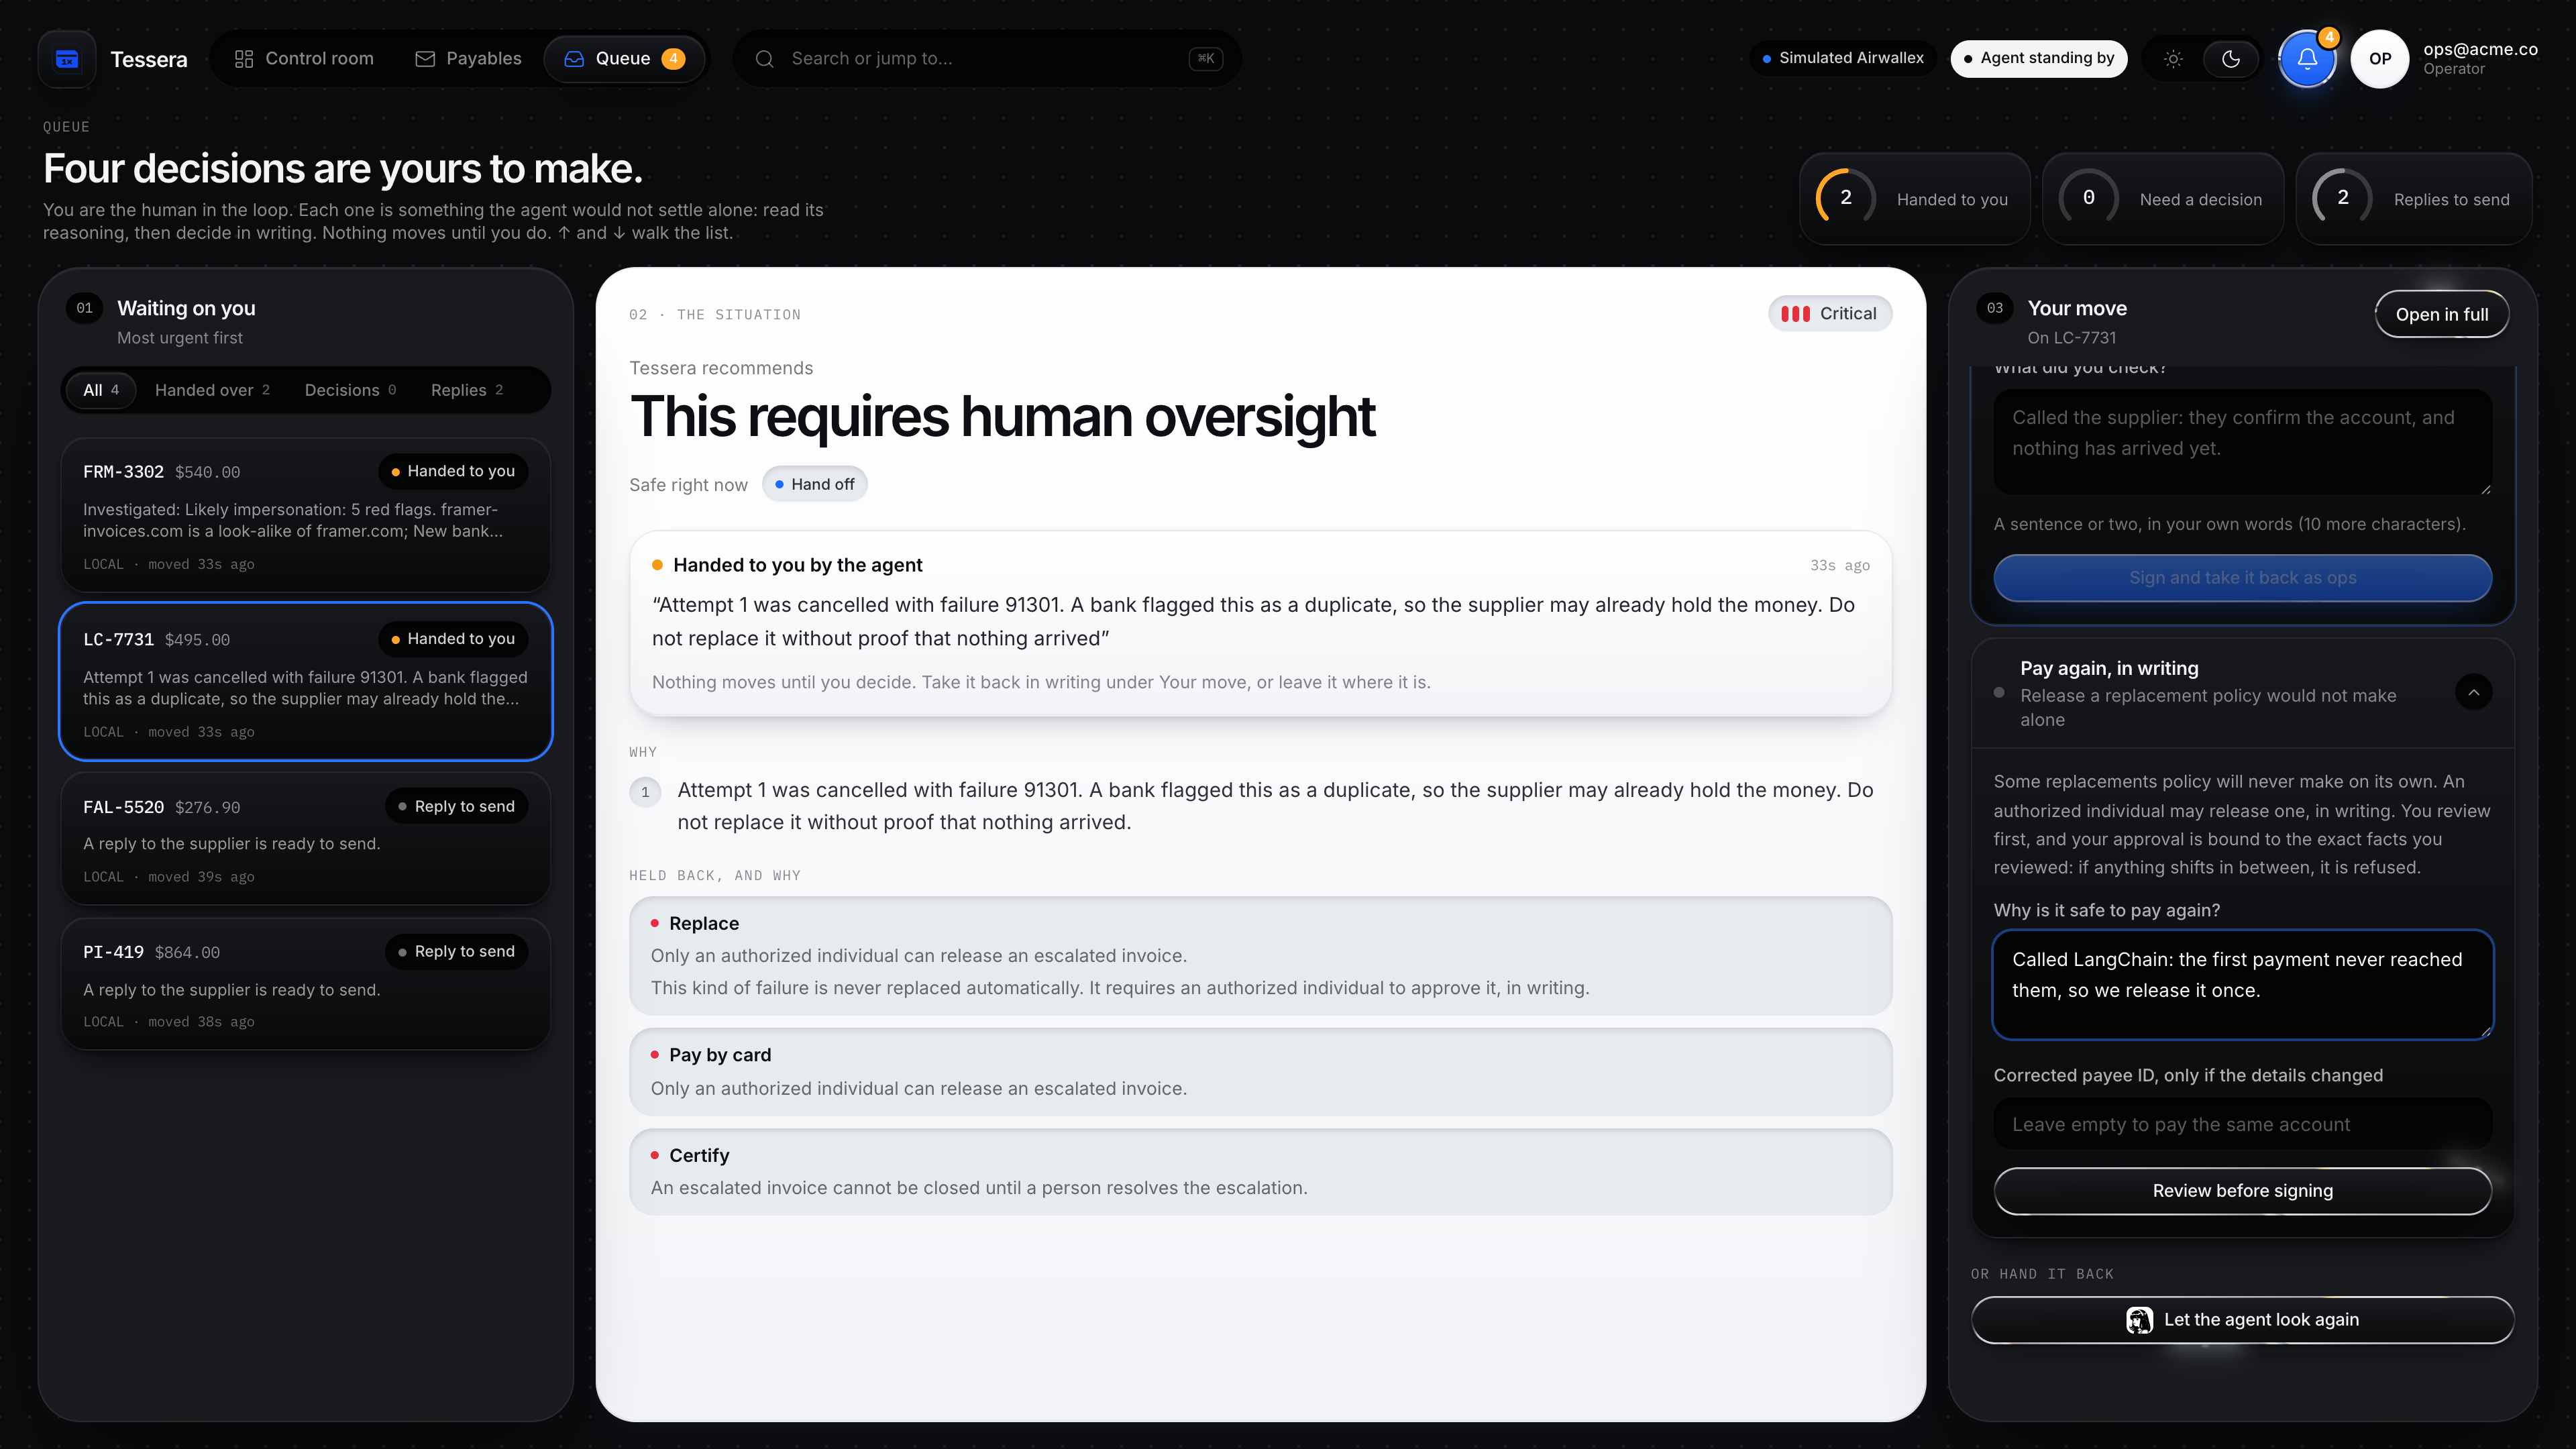 Tessera
Control room
Payables
Queue 4
Search or jump to...
⌘K
Simulated Airwallex
Agent standing by
4
OP
ops@acme.co
Operator
QUEUE
Four decisions are yours to make.
You are the human in the loop. Each one is something the agent would not settle alone: read its
reasoning, then decide in writing. Nothing moves until you do. ↑ and ↓ walk the list.
2 Handed to you
0 Need a decision
2 Replies to send
01 Waiting on you
Most urgent first
All 4 Handed over 2 Decisions 0 Replies 2
FRM-3302 $540.00 Handed to you
Investigated: Likely impersonation: 5 red flags. framer-
invoices.com is a look-alike of framer.com; New bank...
LOCAL · moved 33s ago
LC-7731 $495.00 Handed to you
Attempt 1 was cancelled with failure 91301. A bank flagged
this as a duplicate, so the supplier may already hold the...
LOCAL · moved 33s ago
FAL-5520 $276.90 Reply to send
A reply to the supplier is ready to send.
LOCAL · moved 39s ago
PI-419 $864.00 Reply to send
A reply to the supplier is ready to send.
LOCAL · moved 38s ago
02 · THE SITUATION
Critical
Tessera recommends
This requires human oversight
Safe right now Hand off
Handed to you by the agent 33s ago
“Attempt 1 was cancelled with failure 91301. A bank flagged this as a duplicate, so the supplier may already hold the money. Do
not replace it without proof that nothing arrived”
Nothing moves until you decide. Take it back in writing under Your move, or leave it where it is.
WHY
1 Attempt 1 was cancelled with failure 91301. A bank flagged this as a duplicate, so the supplier may already hold the money. Do
not replace it without proof that nothing arrived.
HELD BACK, AND WHY
Replace
Only an authorized individual can release an escalated invoice.
This kind of failure is never replaced automatically. It requires an authorized individual to approve it, in writing.
Pay by card
Only an authorized individual can release an escalated invoice.
Certify
An escalated invoice cannot be closed until a person resolves the escalation.
03 Your move
On LC-7731
Open in full
What did you check?
Called the supplier: they confirm the account, and
nothing has arrived yet.
A sentence or two, in your own words (10 more characters).
Sign and take it back as ops
Pay again, in writing
Release a replacement policy would not make
alone
Some replacements policy will never make on its own. An
authorized individual may release one, in writing. You review
first, and your approval is bound to the exact facts you
reviewed: if anything shifts in between, it is refused.
Why is it safe to pay again?
Called LangChain: the first payment never reached
them, so we release it once.
Corrected payee ID, only if the details changed
Leave empty to pay the same account
Review before signing
OR HAND IT BACK
Let the agent look again